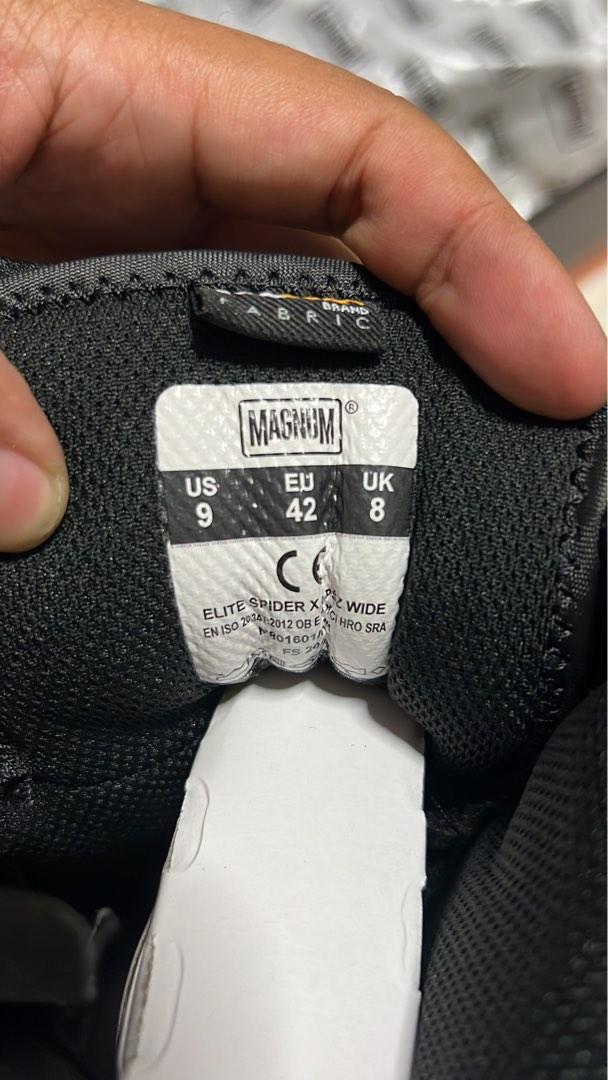 BRAND
FABRIC
MAGNUM®
US EU UK
9 42 8
CE
ELITE SPIDER X WIDE
EN ISO 2012 OB HRO SRA
FS